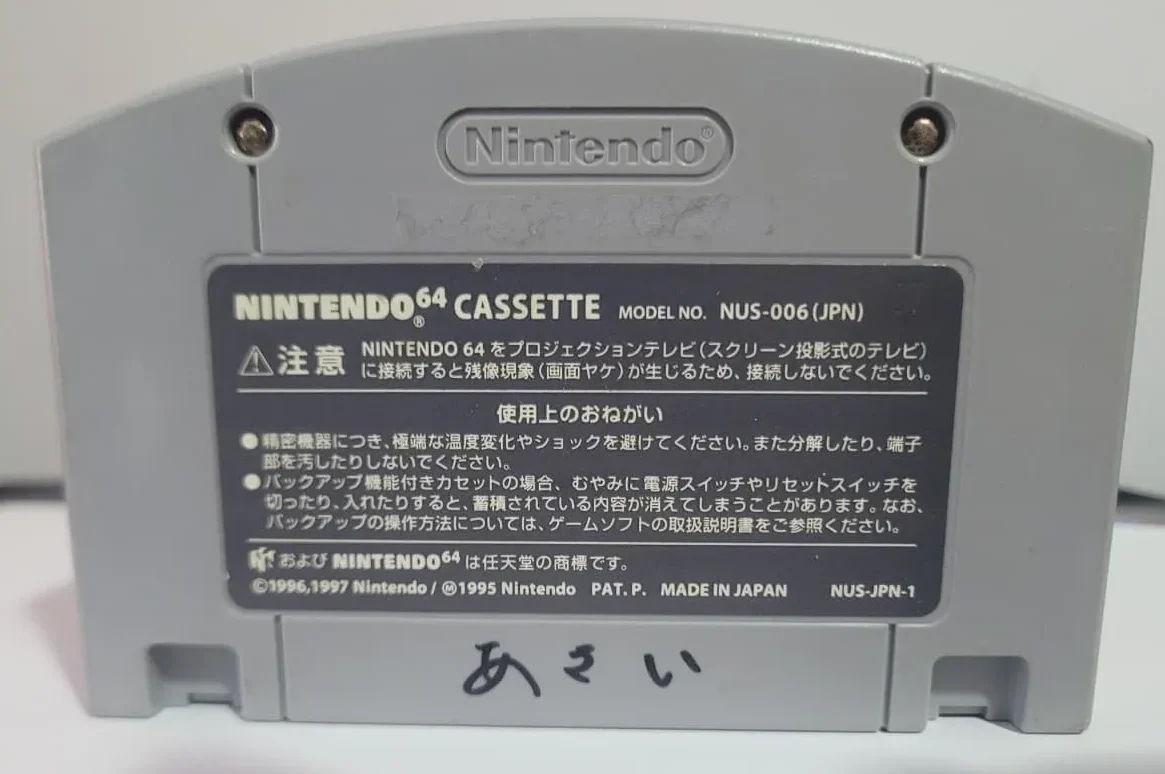 Nintendo®
NINTENDO64® CASSETTE MODEL NO. NUS-006(JPN)
⚠注意 NINTENDO 64 をプロジェクションテレビ(スクリーン投影式のテレビ)
に接続すると残像現象(画面ヤケ)が生じるため、接続しないでください。
使用上のおねがい
●精密機器につき、極端な温度変化やショックを避けてください。また分解したり、端子
部を汚したりしないでください。
●バックアップ機能付きカセットの場合、むやみに電源スイッチやリセットスイッチを
切ったり、入れたりすると、蓄積されている内容が消えてしまうことがあります。なお、
バックアップの操作方法については、ゲームソフトの取扱説明書をご参照ください。
および NINTENDO64 は任天堂の商標です。
©1996,1997 Nintendo / Ⓜ1995 Nintendo PAT. P. MADE IN JAPAN NUS-JPN-1
あさい